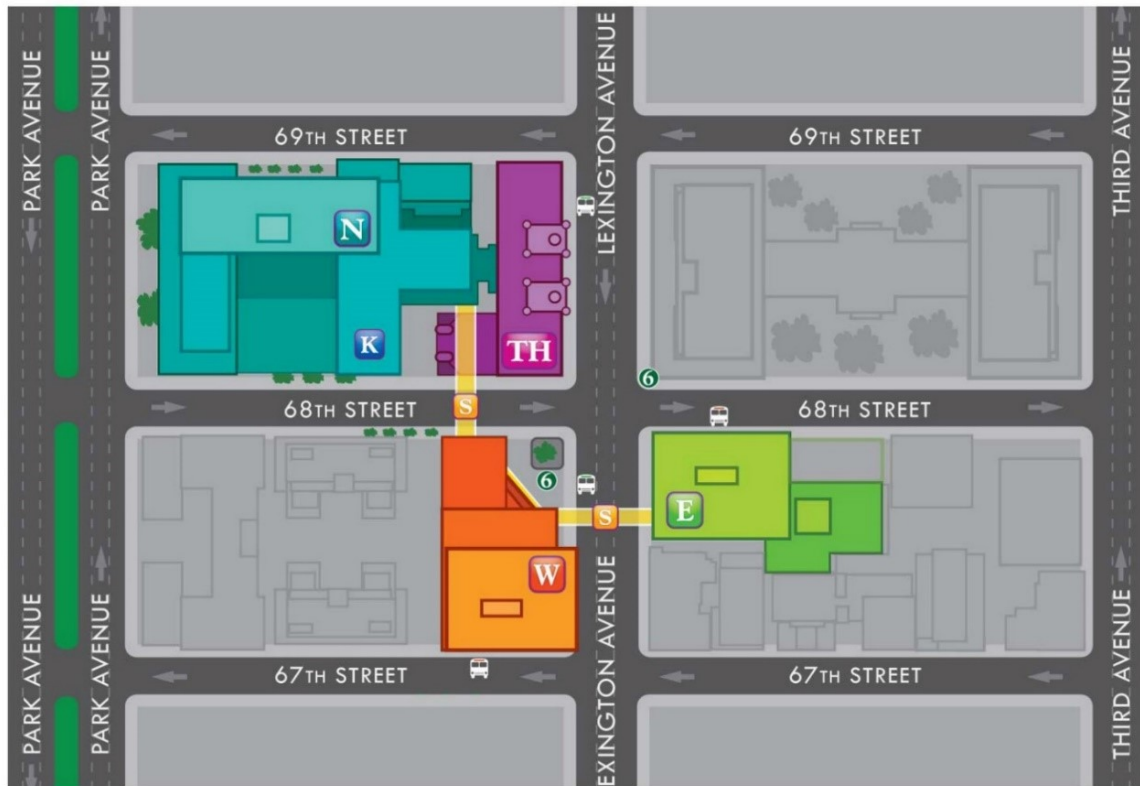 PARK AVENUE
PARK AVENUE
LEXINGTON AVENUE
THIRD AVENUE
69TH STREET
69TH STREET
N
K
TH
6
68TH STREET
S
68TH STREET
6
S
E
W
PARK AVENUE
PARK AVENUE
EXINGTON AVENUE
THIRD AVENUE
67TH STREET
67TH STREET